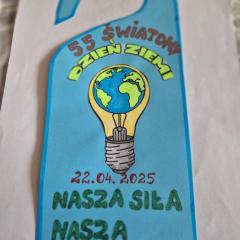 55 ŚWIATOWY
DZIEŃ ZIEMI
22.04.2025
NASZA SIŁA
NASZA